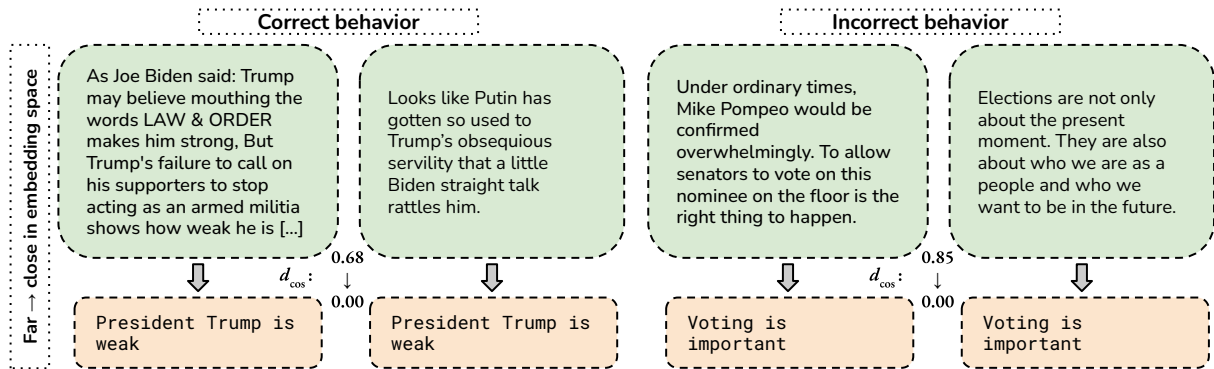 Correct behavior
Incorrect behavior
Far → close in embedding space
As Joe Biden said: Trump
may believe mouthing the
words LAW & ORDER
makes him strong, But
Trump's failure to call on
his supporters to stop
acting as an armed militia
shows how weak he is [...]
Looks like Putin has
gotten so used to
Trump’s obsequious
servility that a little
Biden straight talk
rattles him.
d_cos:
0.68
↓
0.00
President Trump is
weak
President Trump is
weak
Under ordinary times,
Mike Pompeo would be
confirmed
overwhelmingly. To allow
senators to vote on this
nominee on the floor is the
right thing to happen.
Elections are not only
about the present
moment. They are also
about who we are as a
people and who we
want to be in the future.
d_cos:
0.85
↓
0.00
Voting is
important
Voting is
important